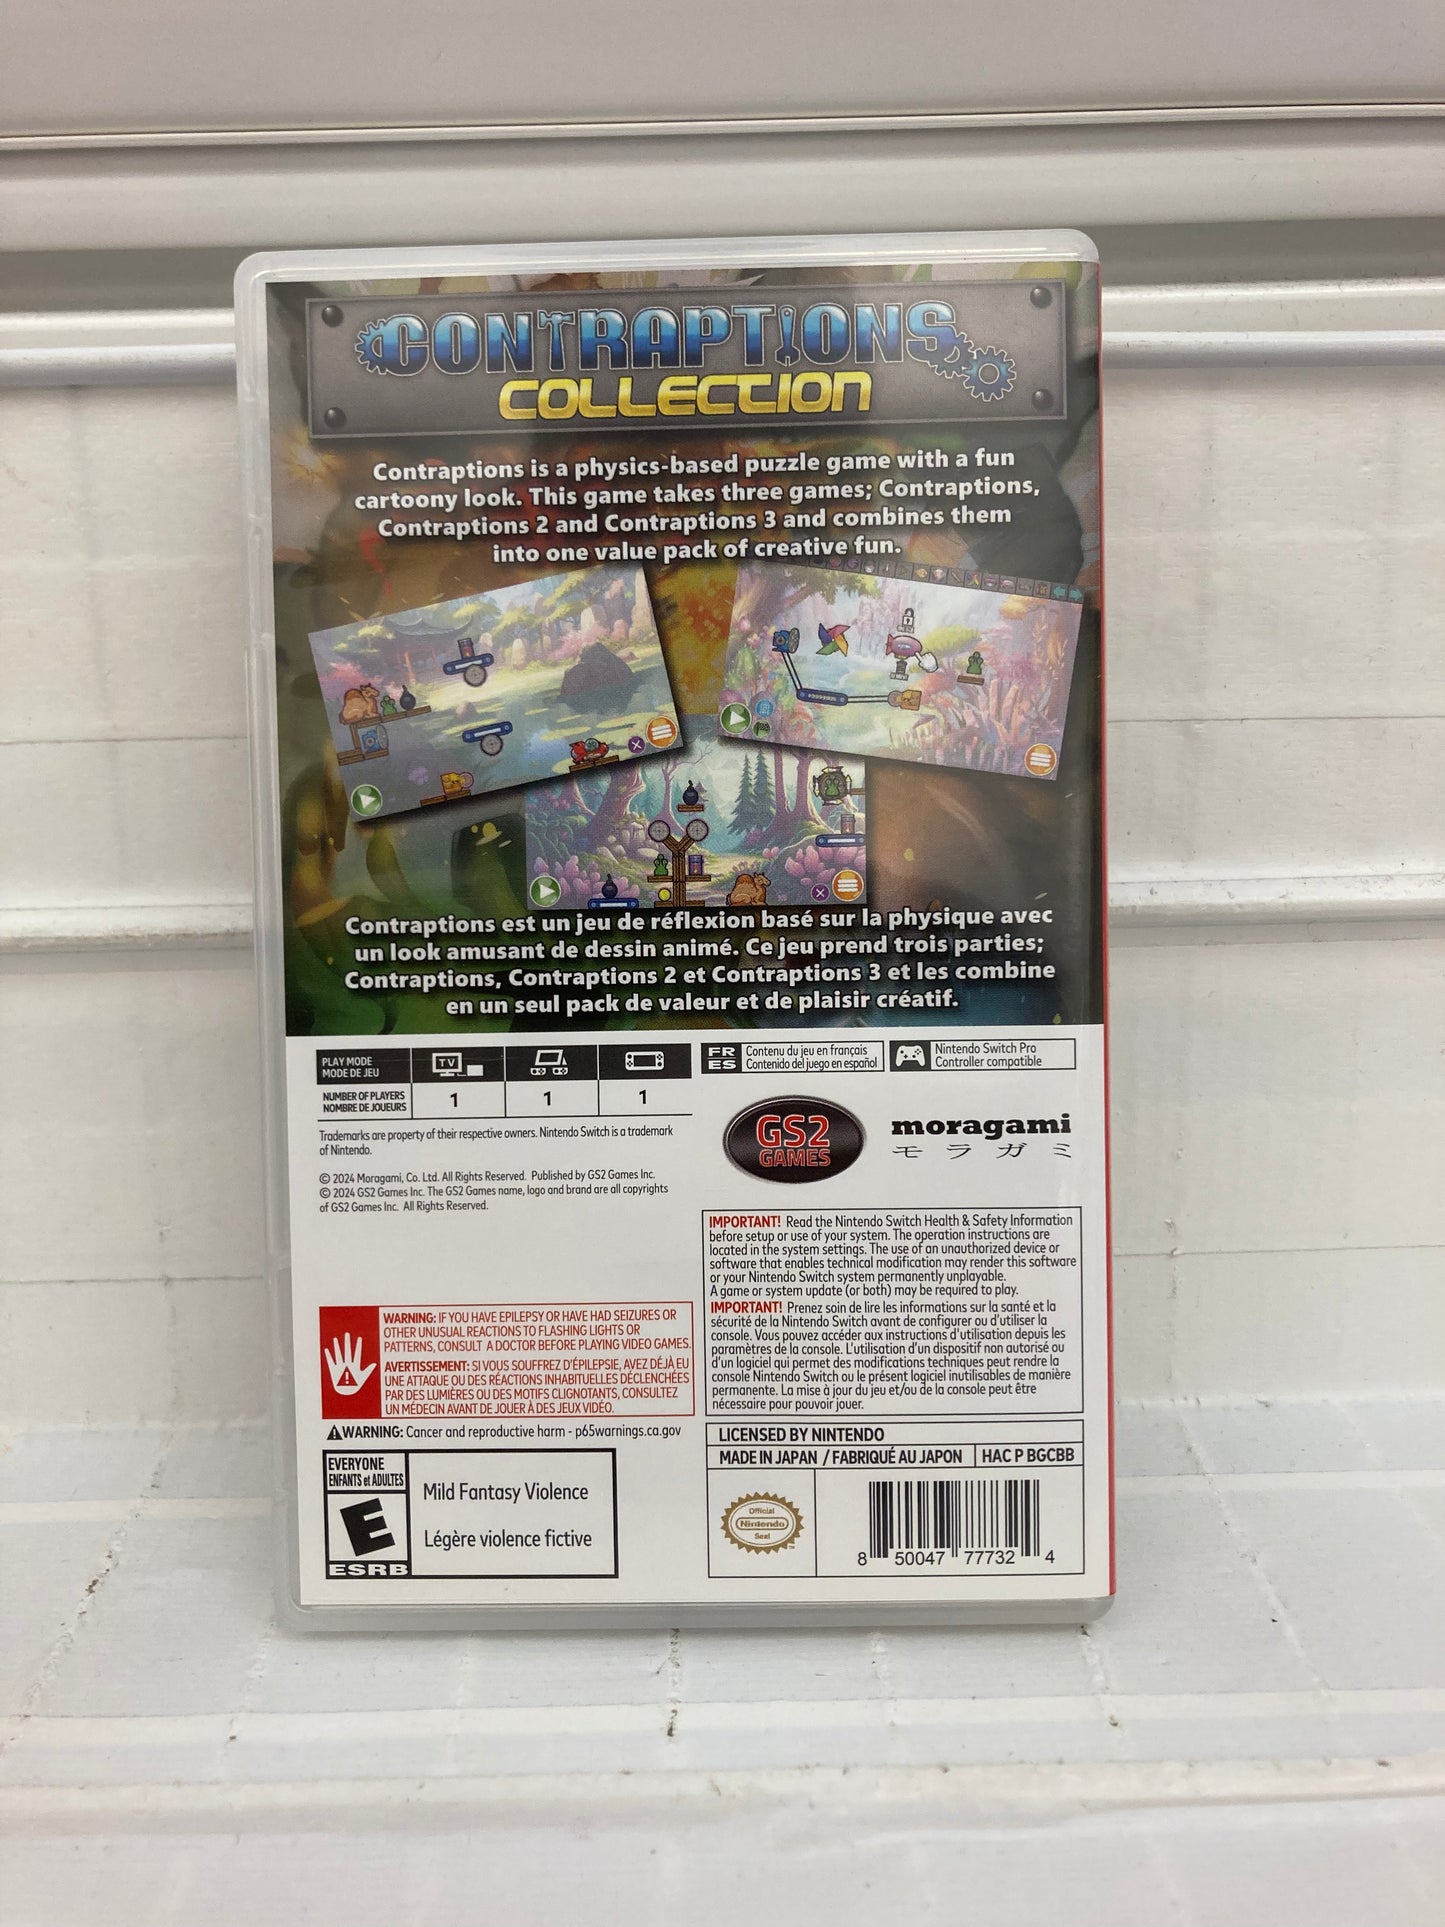 CONTRAPTIONS
COLLECTION
Contraptions is a physics-based puzzle game with a fun
cartoony look. This game takes three games; Contraptions,
Contraptions 2 and Contraptions 3 and combines them
into one value pack of creative fun.
Contraptions est un jeu de réflexion basé sur la physique avec
un look amusant de dessin animé. Ce jeu prend trois parties;
Contraptions, Contraptions 2 et Contraptions 3 et les combine
en un seul pack de valeur et de plaisir créatif.
PLAY MODE
MODE DE JEU
TV
NUMBER OF PLAYERS
NOMBRE DE JOUEURS
1
1
1
FR
ES
Contenu du jeu en français
Contenido del juego en español
Nintendo Switch Pro
Controller compatible
Trademarks are property of their respective owners. Nintendo Switch is a trademark
of Nintendo.
© 2024 Moragami, Co. Ltd. All Rights Reserved. Published by GS2 Games Inc.
© 2024 GS2 Games Inc. The GS2 Games name, logo and brand are all copyrights
of GS2 Games Inc. All Rights Reserved.
GS2
GAMES
moragami
モラガミ
IMPORTANT! Read the Nintendo Switch Health & Safety Information
before setup or use of your system. The operation instructions are
located in the system settings. The use of an unauthorized device or
software that enables technical modification may render this software
or your Nintendo Switch system permanently unplayable.
A game or system update (or both) may be required to play.
IMPORTANT! Prenez soin de lire les informations sur la santé et la
sécurité de la Nintendo Switch avant de configurer ou d'utiliser la
console. Vous pouvez accéder aux instructions d'utilisation depuis les
paramètres de la console. L'utilisation d'un dispositif non autorisé ou
d'un logiciel qui permet des modifications techniques peut rendre la
console Nintendo Switch ou le présent logiciel inutilisables de manière
permanente. La mise à jour du jeu et/ou de la console peut être
nécessaire pour pouvoir jouer.
WARNING: IF YOU HAVE EPILEPSY OR HAVE HAD SEIZURES OR
OTHER UNUSUAL REACTIONS TO FLASHING LIGHTS OR
PATTERNS, CONSULT A DOCTOR BEFORE PLAYING VIDEO GAMES.
AVERTISSEMENT: SI VOUS SOUFFREZ D'ÉPILEPSIE, AVEZ DÉJÀ EU
UNE ATTAQUE OU DES RÉACTIONS INHABITUELLES DÉCLENCHÉES
PAR DES LUMIÈRES OU DES MOTIFS CLIGNOTANTS, CONSULTEZ
UN MÉDECIN AVANT DE JOUER À DES JEUX VIDÉO.
WARNING: Cancer and reproductive harm - p65warnings.ca.gov
EVERYONE
ENFANTS et ADULTES
E
ESRB
Mild Fantasy Violence
Légère violence fictive
LICENSED BY NINTENDO
MADE IN JAPAN / FABRIQUÉ AU JAPON
HAC P BGCBB
Official
Nintendo
Seal
8 50047 77732 4